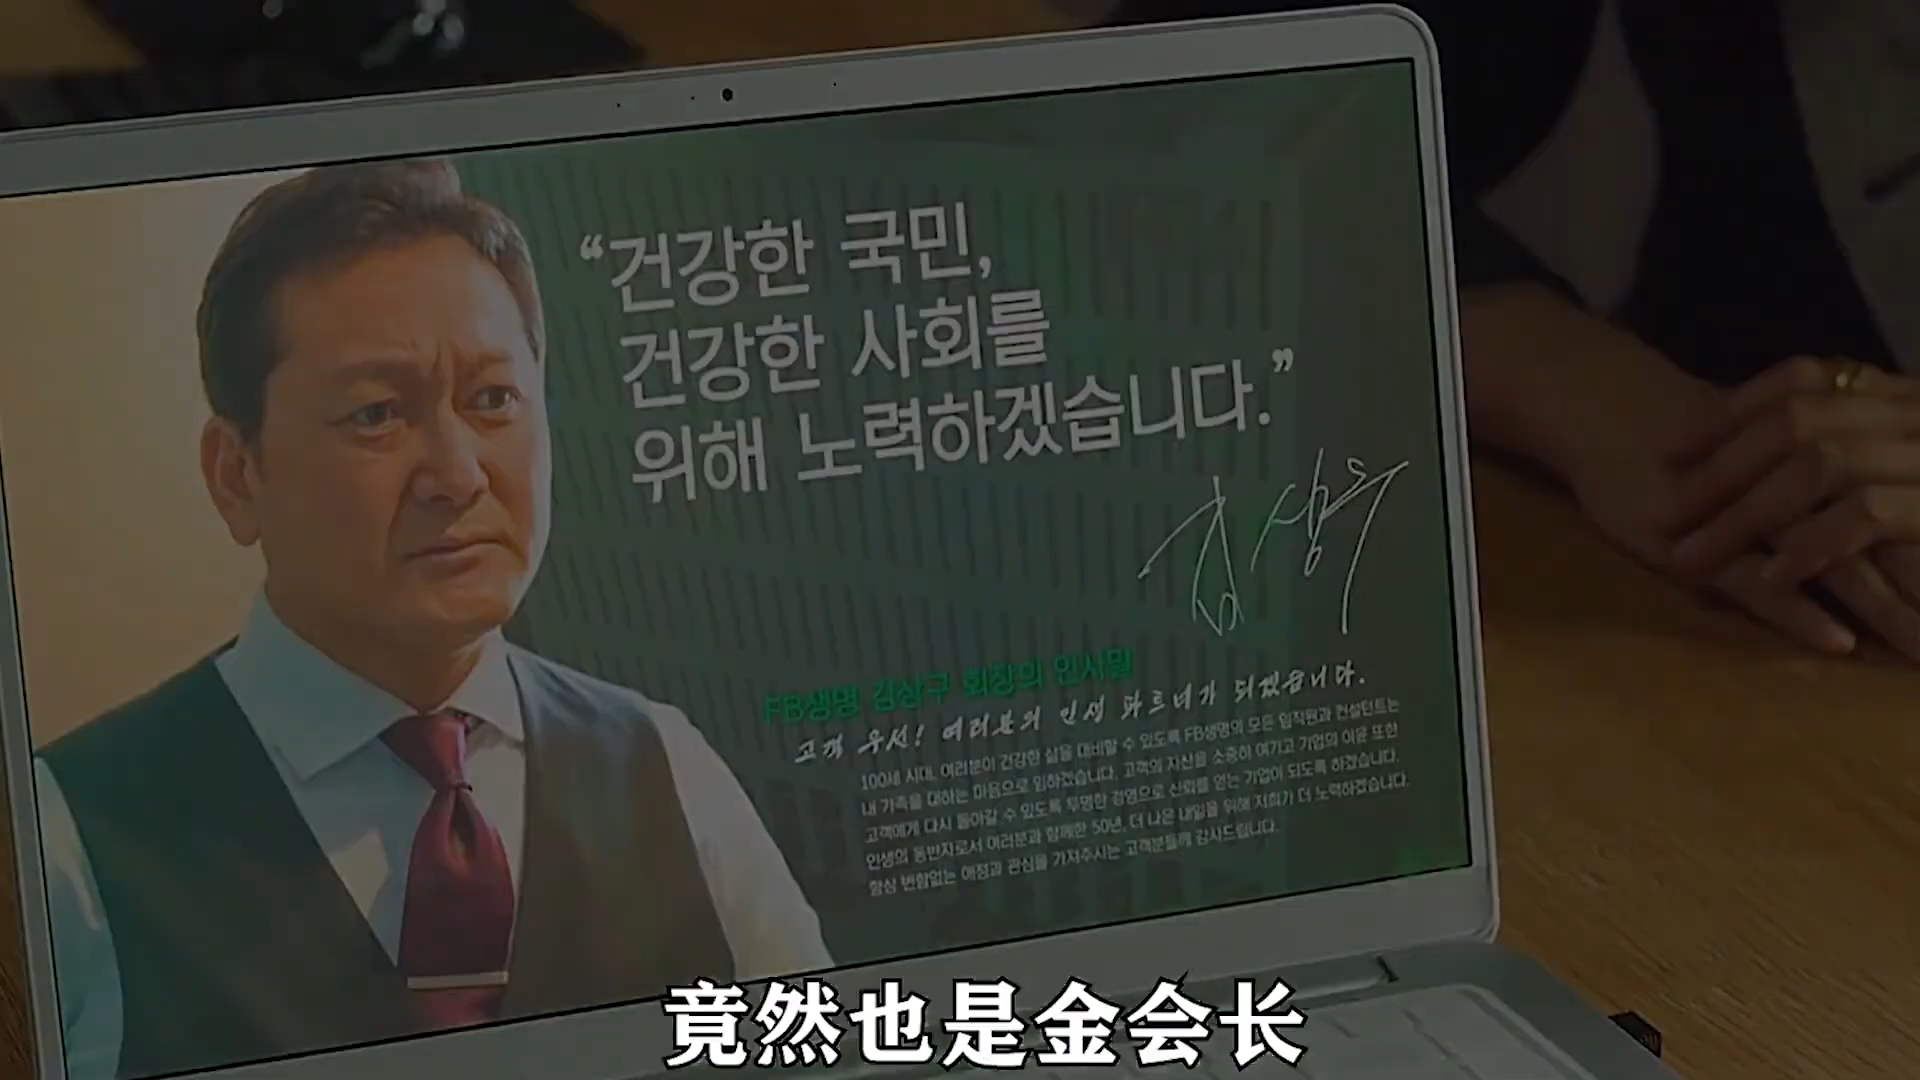 “건강한 국민,
건강한 사회를
위해 노력하겠습니다.”
FB생명 김상구 회장의 인사말
고객 우선! 여러분의 인생 파트너가 되겠습니다.
100세 시대, 여러분이 건강한 삶을 대비할 수 있도록 FB생명의 모든 임직원과 컨설턴트는
내 가족을 대하는 마음으로 임하겠습니다. 고객의 자산을 소중히 여기고 기업의 이윤 또한
고객에게 다시 돌아갈 수 있도록 투명한 경영으로 신뢰를 얻는 기업이 되도록 하겠습니다.
인생의 동반자로서 여러분과 함께한 50년, 더 나은 내일을 위해 저희가 더 노력하겠습니다.
항상 변함없는 애정과 관심을 가져주시는 고객분들께 감사드립니다.
竟然也是金会长